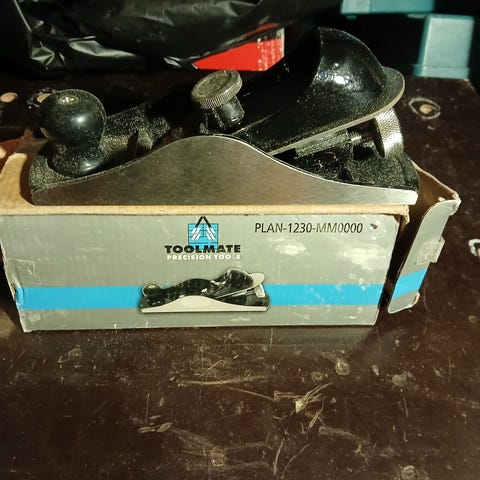 TOOLMATE
PRECISION TOOLS
PLAN-1230-MM0000